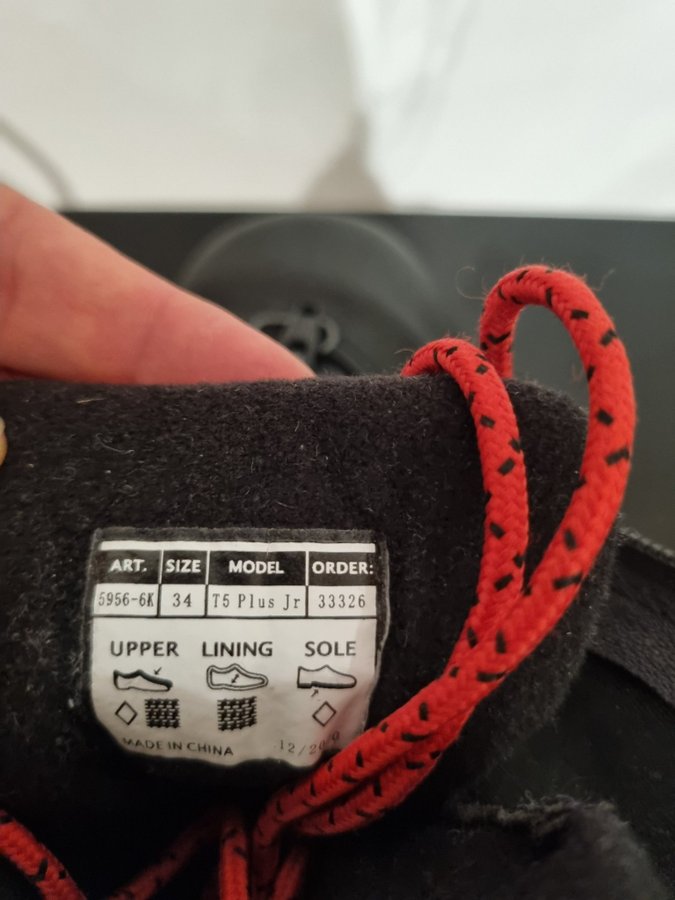 ART. SIZE MODEL ORDER:
5956-6K 34 T5 Plus Jr 33326
UPPER LINING SOLE
MADE IN CHINA